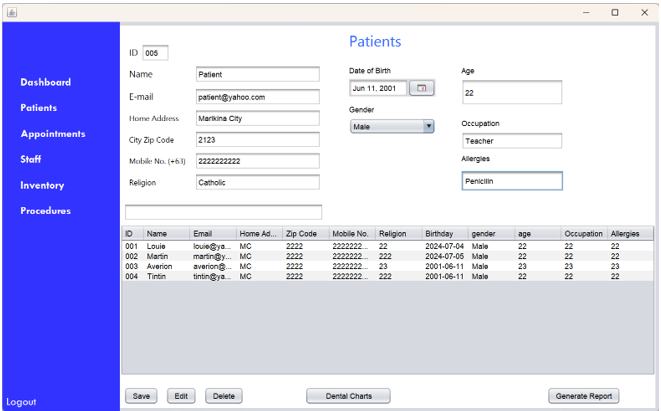 Patients
ID 005
Name Patient
E-mail patient@yahoo.com
Home Address Marikina City
City Zip Code 2123
Mobile No. (+63) 2222222222
Religion Catholic
Date of Birth
Jun 11, 2001
Gender
Male
Age
22
Occupation
Teacher
Allergies
Penicilin
Dashboard
Patients
Appointments
Staff
Inventory
Procedures
Logout
ID Name Email Home Ad... Zip Code Mobile No. Religion Birthday gender age Occupation Allergies
001 Louie louie@ya... MC 2222 2222222... 22 2024-07-04 Male 22 22 22
002 Martin martin@y... MC 2222 2222222... 222 2024-07-05 Male 22 22 22
003 Averion averion@... MC 2222 2222222... 23 2001-06-11 Male 23 23 23
004 Tintin tintin@ya... MC 2222 2222222... 222 2001-06-11 Male 22 22 22
Save Edit Delete Dental Charts Generate Report